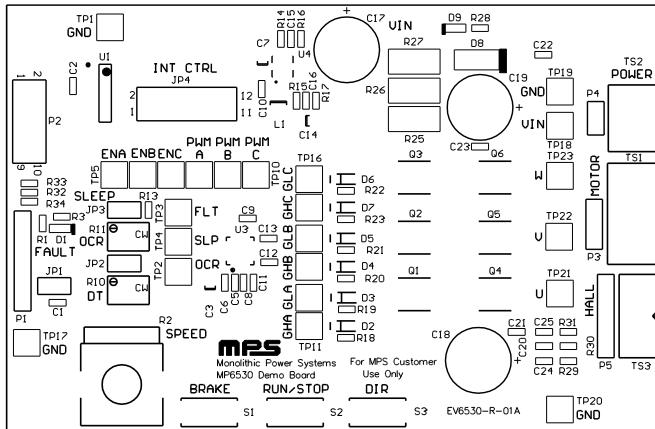 TP1
GND
R14
C15
R16
C17
VIN
D9
R28
U1
C7
U4
R27
D8
C22
TS2
POWER
C2
INT CTRL
JP4
2
1
12
11
C10
R15
C16
R17
R26
C19
TP19
GND
P4
2
1
P2
L1
C14
R25
C23
VIN
TP18
10
9
PWM PWM PWM
ENA ENB ENC A B C
TP5
TP10
TP16
GLC
Q3
Q6
TP23
W
TS1
MOTOR
R33
R32
R34
SLEEP
R13
D6
R22
GHC
JP3
TP3
FLT
C9
D7
R23
Q2
Q5
TP22
V
R3
R1
D1
R11
OCR
CW
TP4
SLP
U3
C13
GLB
D5
R21
P3
FAULT
JP2
TP2
OCR
C12
GHB
D4
R20
Q1
Q4
TP21
U
HALL
JP1
R10
DT
CW
C3
C6
C5
C8
C11
GLA
D3
R19
C1
P1
GHA
D2
R18
TP11
C18
C21
C20
C25
R31
R30
TP17
GND
R2
SPEED
C24
R29
P5
TS3
MPS
Monolithic Power Systems
MP6530 Demo Board
For MPS Customer
Use Only
BRAKE
RUN/STOP
DIR
S1
S2
S3
EV6530-R-01A
TP20
GND